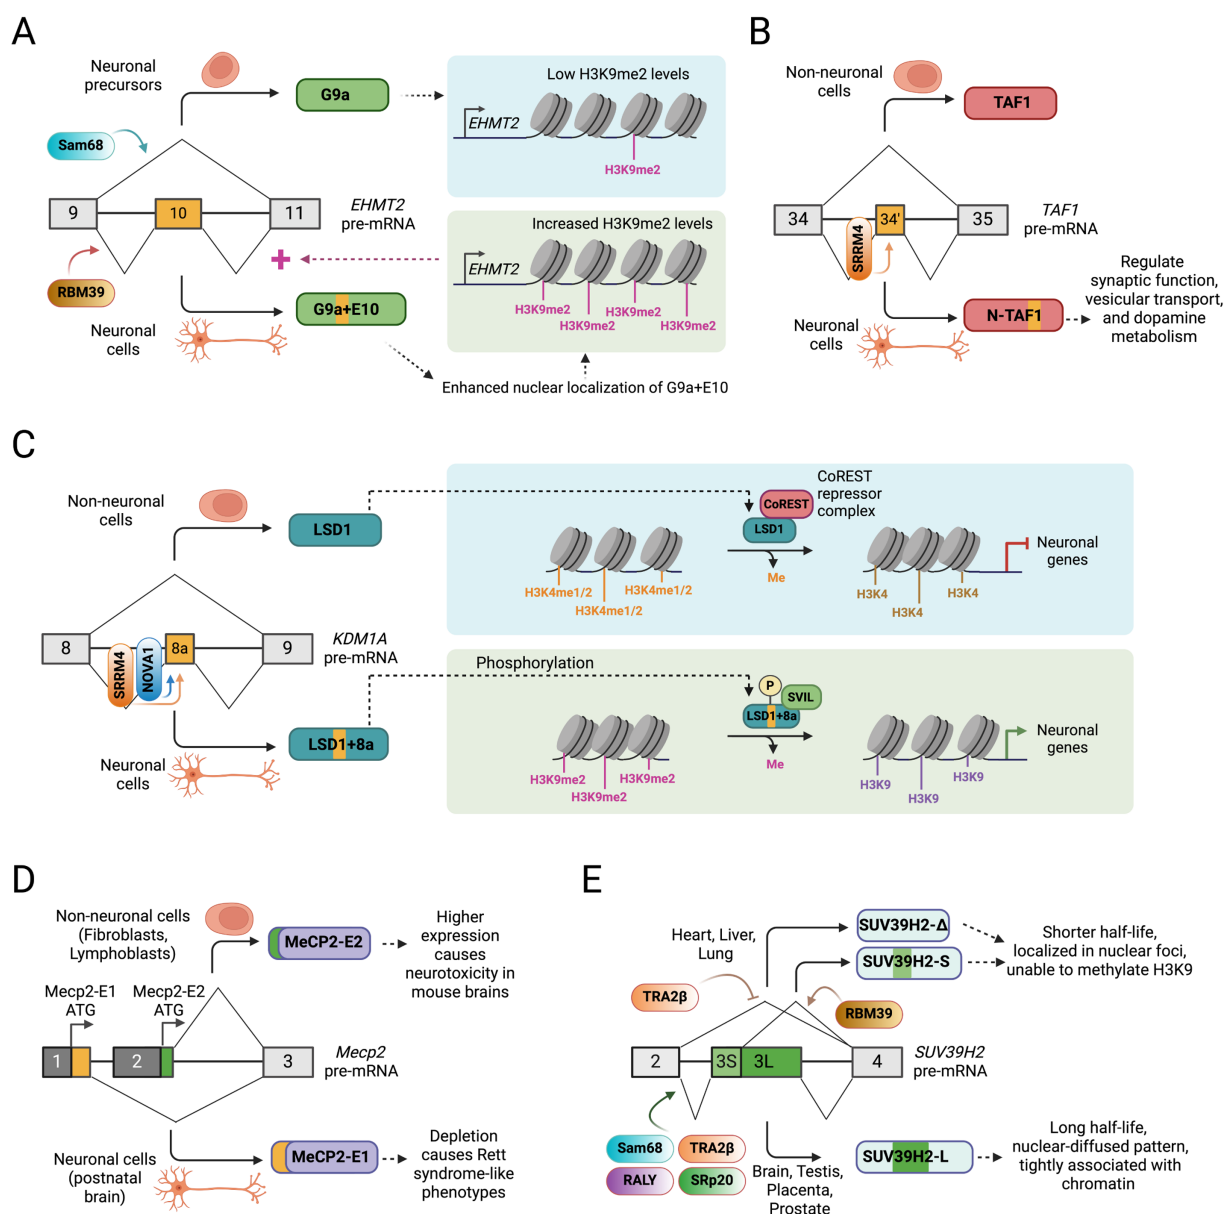 A
Neuronal
precursors
G9a
Sam68
9
10
11
EHMT2
pre-mRNA
RBM39
Neuronal
cells
G9a+E10
Low H3K9me2 levels
EHMT2
H3K9me2
Increased H3K9me2 levels
EHMT2
H3K9me2
H3K9me2
H3K9me2
H3K9me2
Enhanced nuclear localization of G9a+E10
B
Non-neuronal
cells
TAF1
34
34'
35
SRRM4
TAF1
pre-mRNA
Neuronal
cells
N-TAF1
Regulate
synaptic function,
vesicular transport,
and dopamine
metabolism
C
Non-neuronal
cells
LSD1
8
8a
9
SRRM4
NOVA1
KDM1A
pre-mRNA
Neuronal
cells
LSD1+8a
CoREST
LSD1
CoREST
repressor
complex
Me
H3K4me1/2
H3K4me1/2
H3K4me1/2
H3K4
H3K4
H3K4
Neuronal
genes
Phosphorylation
P
SVIL
LSD1+8a
Me
H3K9me2
H3K9me2
H3K9me2
H3K9
H3K9
H3K9
Neuronal
genes
D
Non-neuronal cells
(Fibroblasts,
Lymphoblasts)
MeCP2-E2
Higher
expression
causes
neurotoxicity in
mouse brains
Mecp2-E1
ATG
Mecp2-E2
ATG
1
2
3
Mecp2
pre-mRNA
Neuronal cells
(postnatal
brain)
MeCP2-E1
Depletion
causes Rett
syndrome-like
phenotypes
E
Heart, Liver,
Lung
SUV39H2-Δ
SUV39H2-S
Shorter half-life,
localized in nuclear foci,
unable to methylate H3K9
TRA2β
RBM39
2
3S
3L
4
SUV39H2
pre-mRNA
Sam68
TRA2β
RALY
SRp20
Brain, Testis,
Placenta,
Prostate
SUV39H2-L
Long half-life,
nuclear-diffused pattern,
tightly associated with
chromatin